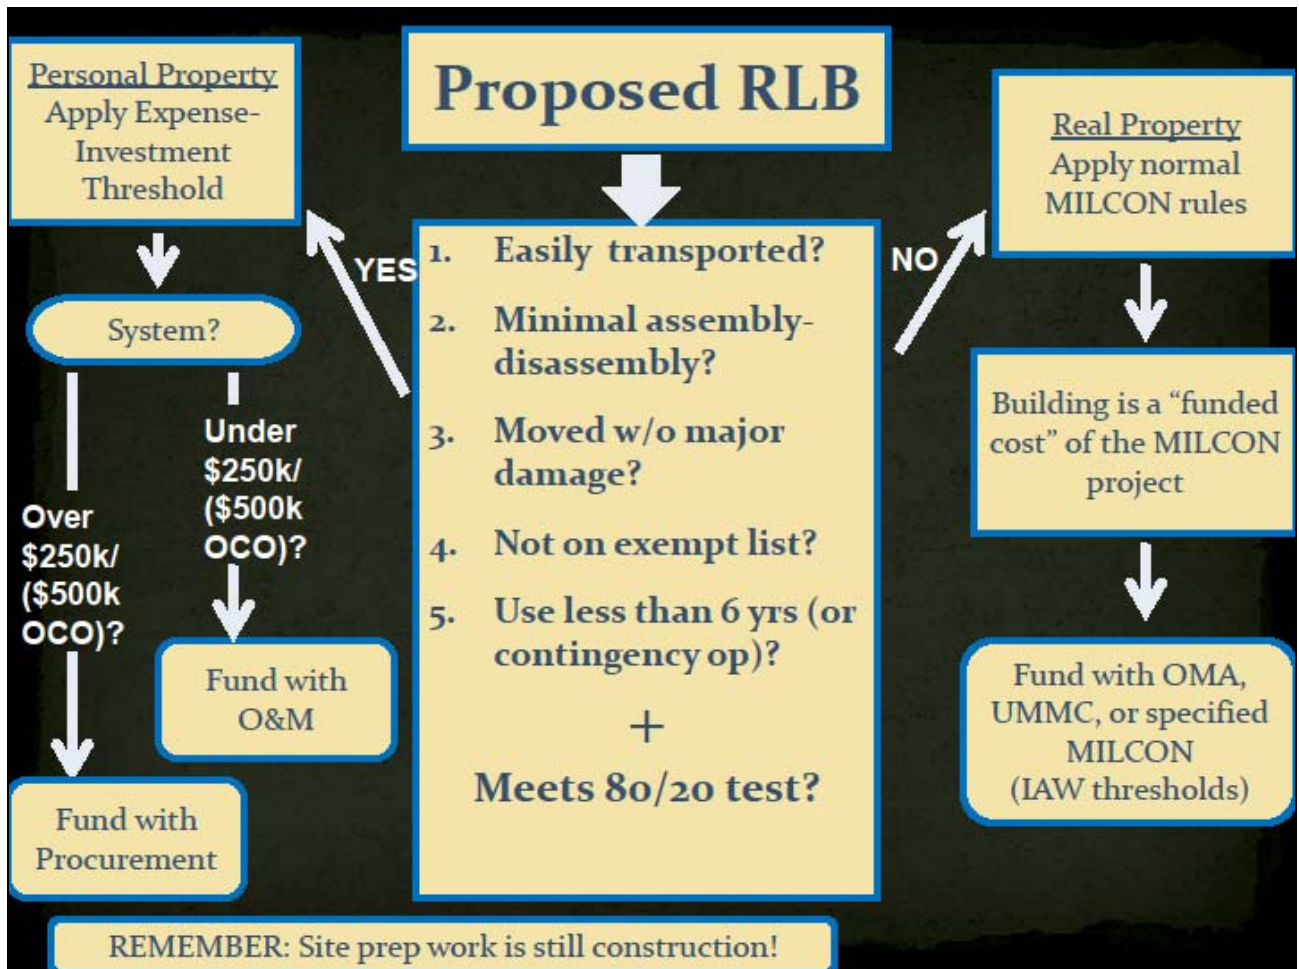 Proposed RLB
Personal Property
Apply Expense-
Investment
Threshold
Real Property
Apply normal
MILCON rules
YES
NO
1. Easily transported?
2. Minimal assembly-
disassembly?
3. Moved w/o major
damage?
4. Not on exempt list?
5. Use less than 6 yrs (or
contingency op)?
+
Meets 80/20 test?
System?
Under
$250k/
($500k
OCO)?
Over
$250k/
($500k
OCO)?
Fund with
O&M
Fund with
Procurement
Building is a “funded
cost” of the MILCON
project
Fund with OMA,
UMMC, or specified
MILCON
(IAW thresholds)
REMEMBER: Site prep work is still construction!